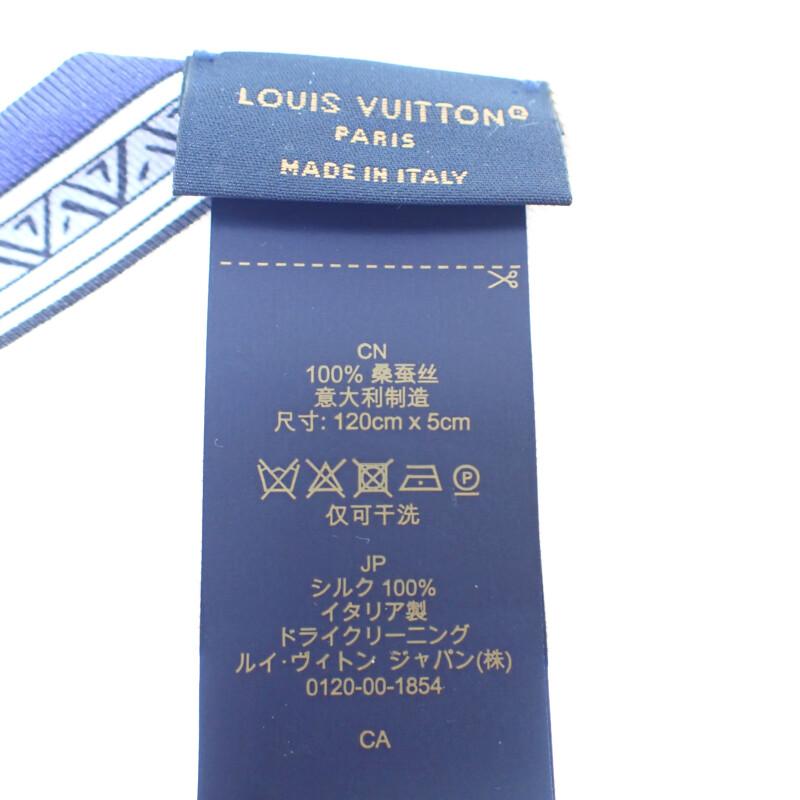 LOUIS VUITTON®
PARIS
MADE IN ITALY
CN
100% 桑蚕丝
意大利制造
尺寸: 120cm x 5cm
P
仅可干洗
JP
シルク 100%
イタリア製
ドライクリーニング
ルイ·ヴィトン ジャパン(株)
0120-00-1854
CA